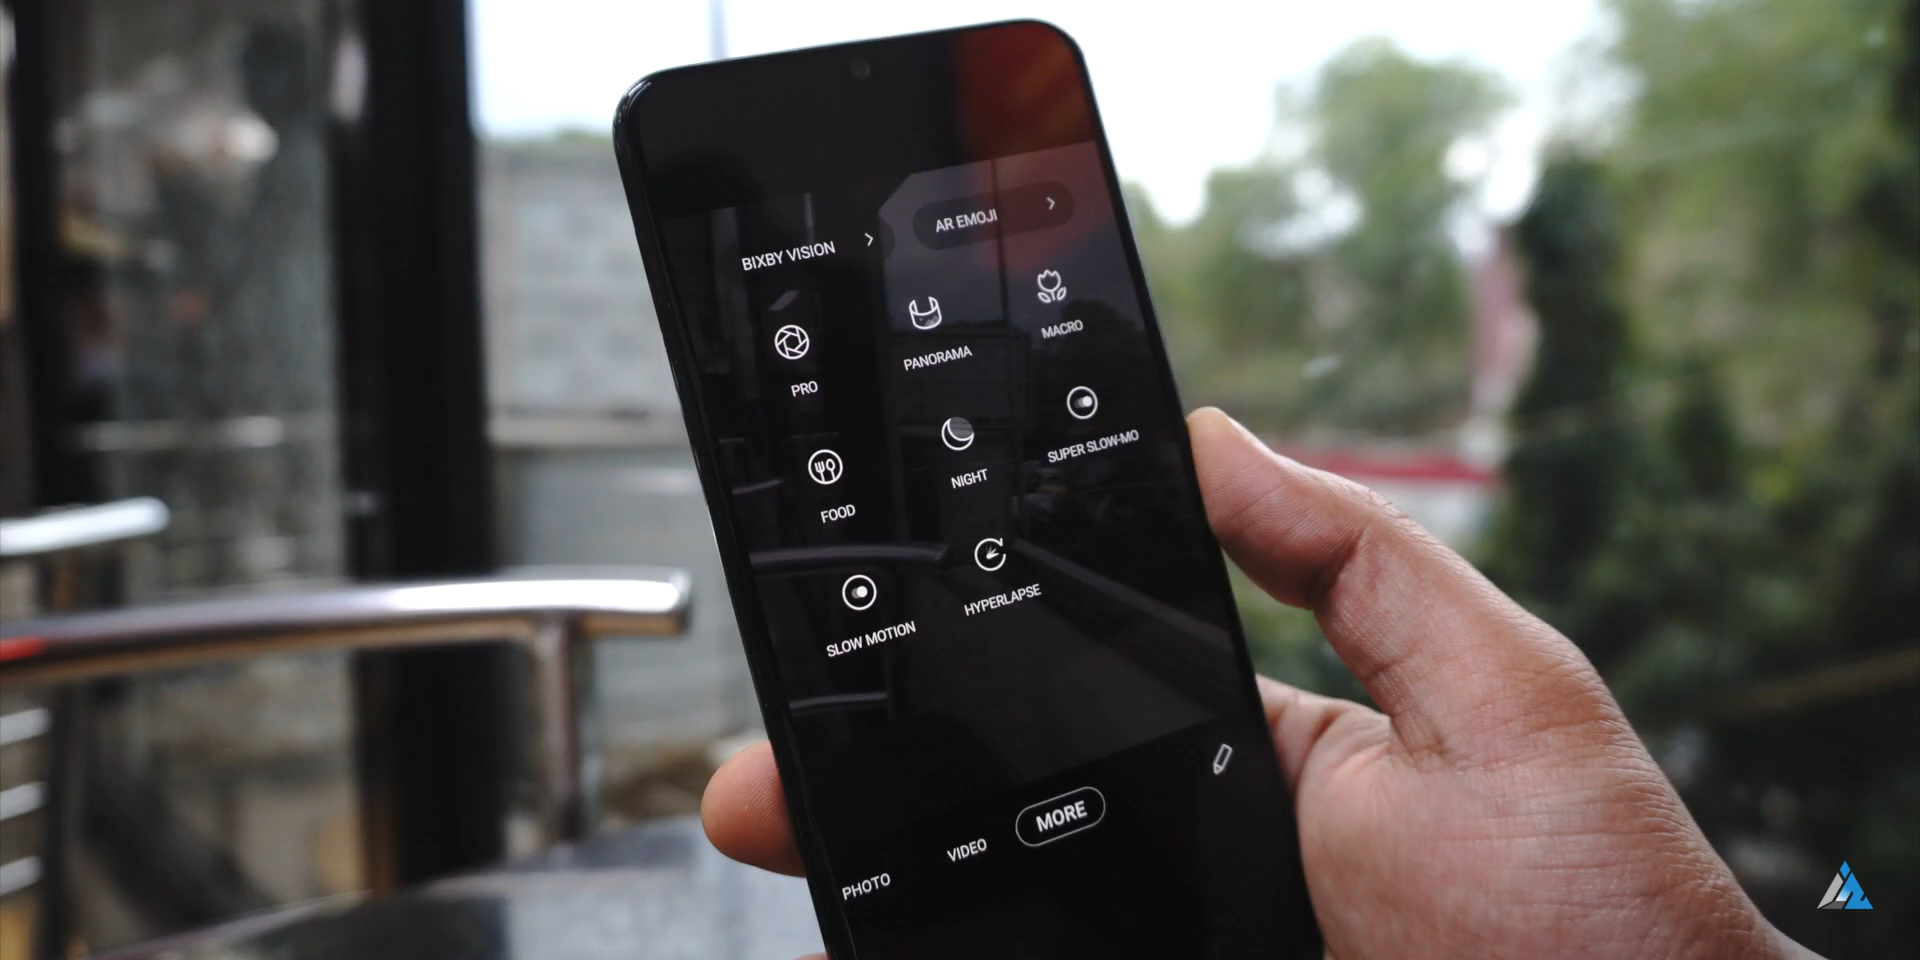 BIXBY VISION
AR EMOJI
PRO
PANORAMA
MACRO
FOOD
NIGHT
SUPER SLOW-MO
SLOW MOTION
HYPERLAPSE
PHOTO
VIDEO
MORE